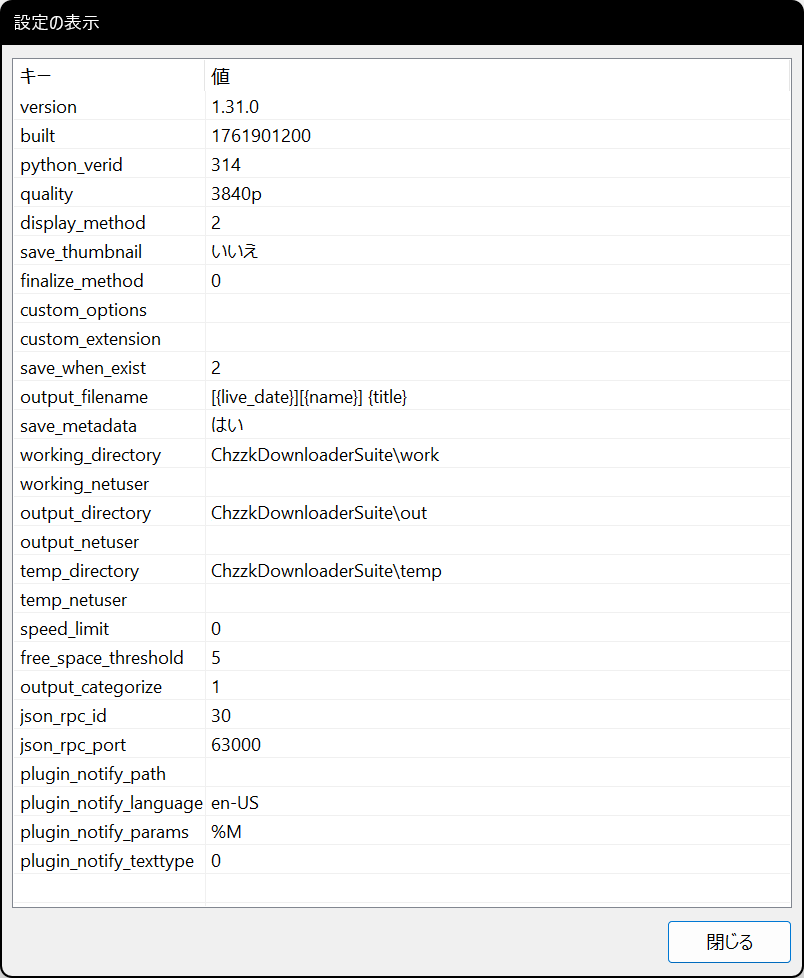 設定の表示
キー 値
version 1.31.0
built 1761901200
python_verid 314
quality 3840p
display_method 2
save_thumbnail いいえ
finalize_method 0
custom_options
custom_extension
save_when_exist 2
output_filename [{live_date}][{name}] {title}
save_metadata はい
working_directory ChzzkDownloaderSuite\work
working_netuser
output_directory ChzzkDownloaderSuite\out
output_netuser
temp_directory ChzzkDownloaderSuite\temp
temp_netuser
speed_limit 0
free_space_threshold 5
output_categorize 1
json_rpc_id 30
json_rpc_port 63000
plugin_notify_path
plugin_notify_language en-US
plugin_notify_params %M
plugin_notify_texttype 0
閉じる